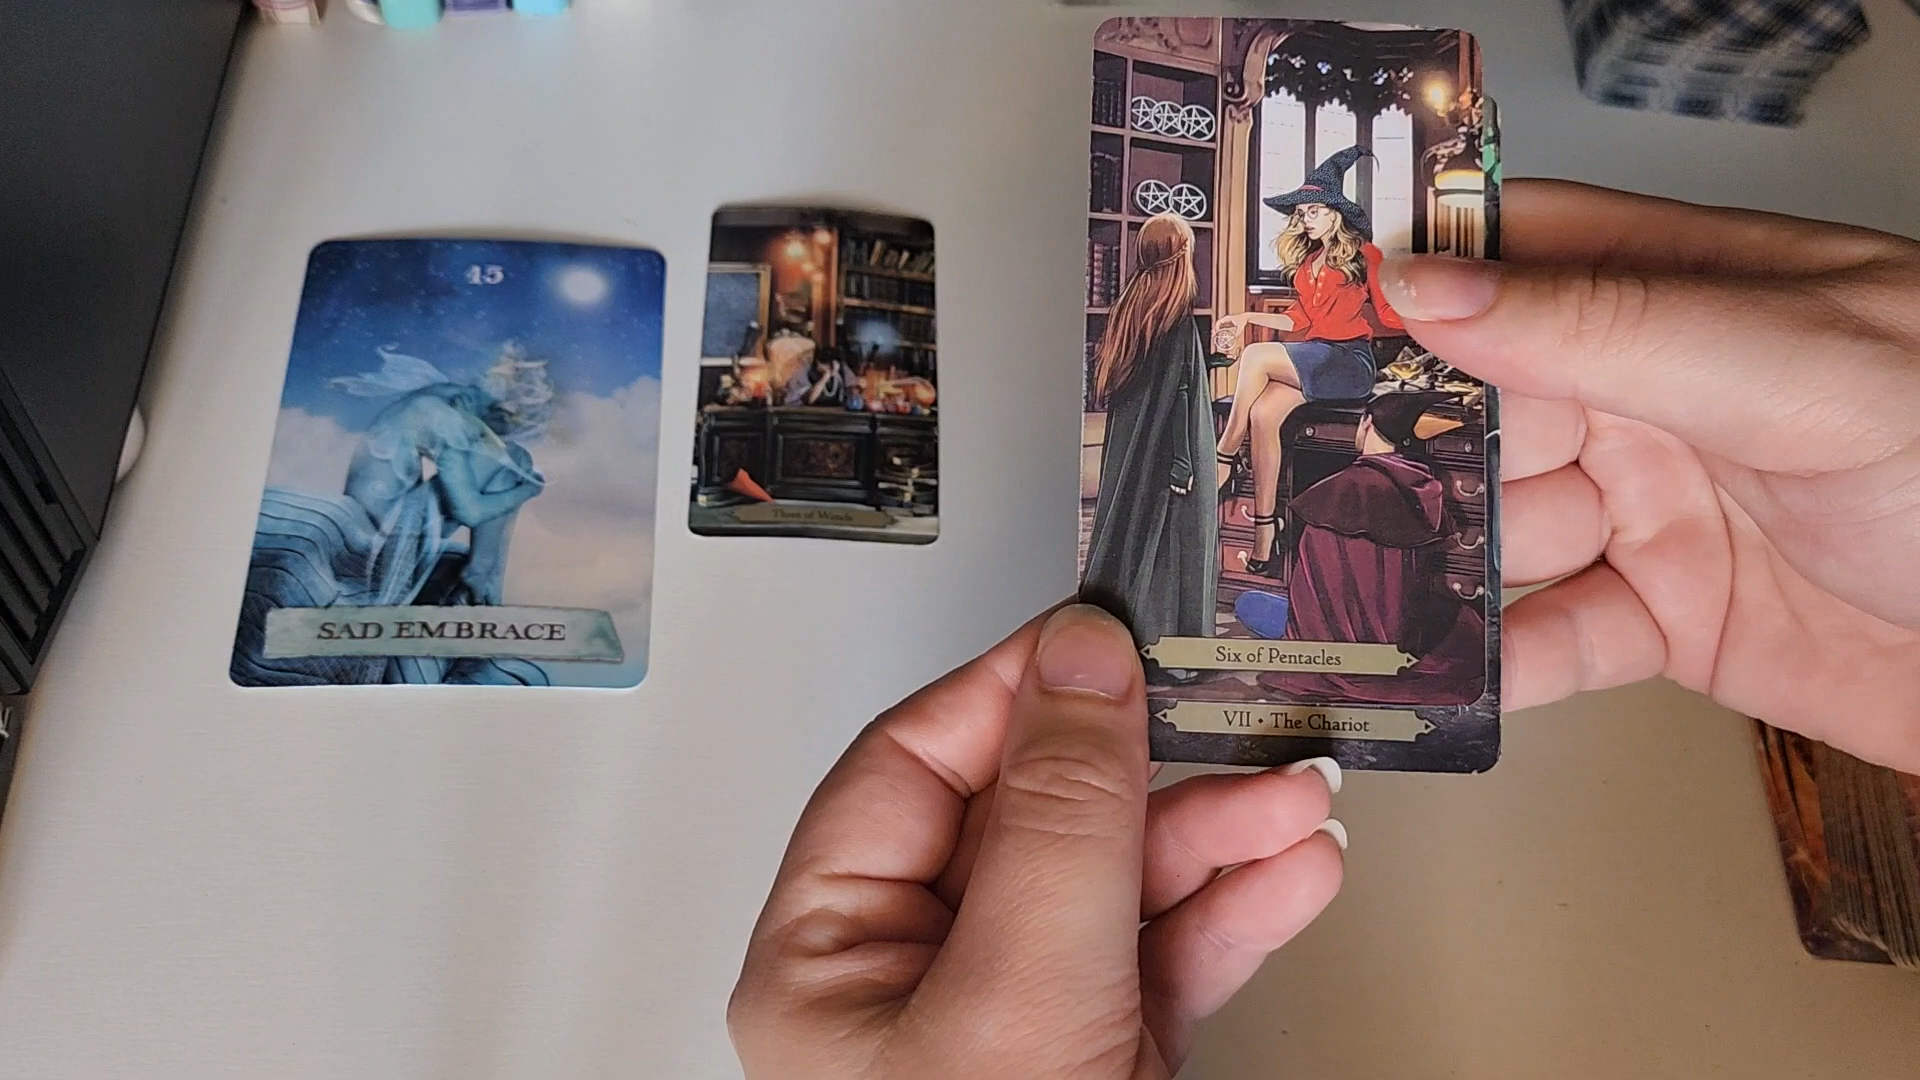 45
SAD EMBRACE
Three of Wands
Six of Pentacles
VII • The Chariot